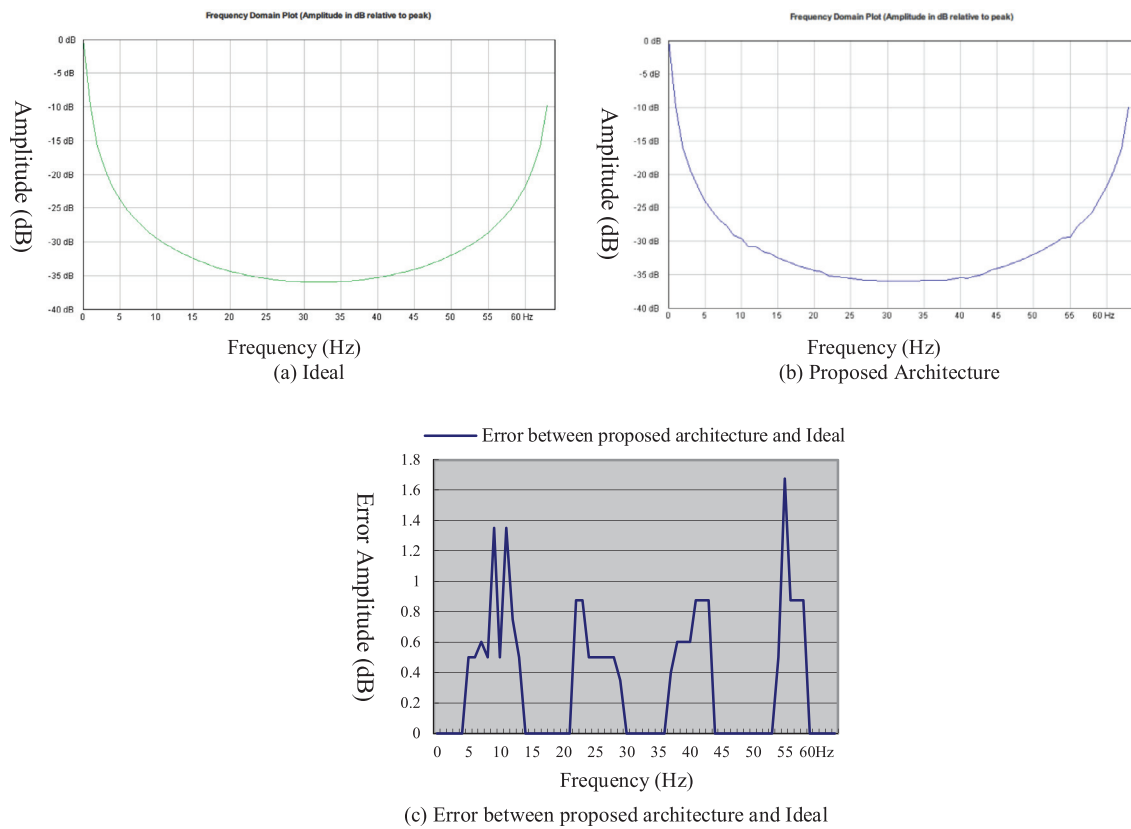 Frequency Domain Plot (Amplitude in dB relative to peak)
0 dB
-5 dB
-10 dB
-15 dB
-20 dB
-25 dB
-30 dB
-35 dB
-40 dB
Amplitude (dB)
0 5 10 15 20 25 30 35 40 45 50 55 60 Hz
Frequency (Hz)
(a) Ideal
Frequency Domain Plot (Amplitude in dB relative to peak)
0 dB
-5 dB
-10 dB
-15 dB
-20 dB
-25 dB
-30 dB
-35 dB
-40 dB
Amplitude (dB)
0 5 10 15 20 25 30 35 40 45 50 55 60 Hz
Frequency (Hz)
(b) Proposed Architecture
Error between proposed architecture and Ideal
1.8
1.6
1.4
1.2
1
0.8
0.6
0.4
0.2
0
Error Amplitude (dB)
0 5 10 15 20 25 30 35 40 45 50 55 60Hz
Frequency (Hz)
(c) Error between proposed architecture and Ideal